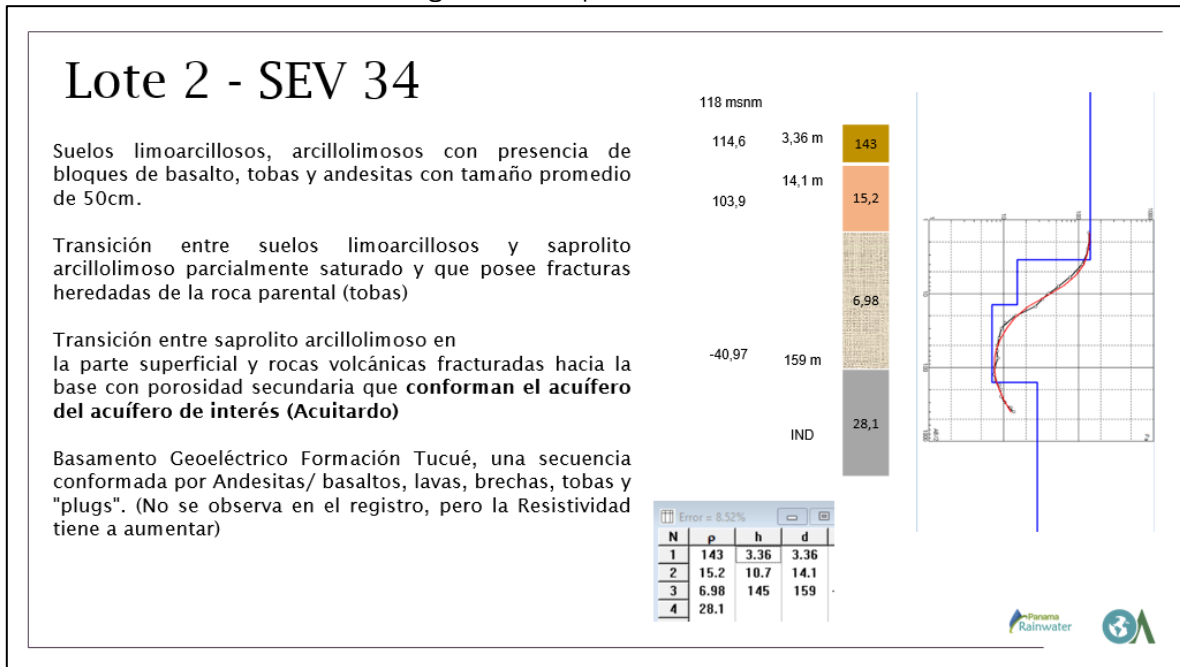 Lote 2 - SEV 34
Suelos limoarcillosos, arcillolimosos con presencia de
bloques de basalto, tobas y andesitas con tamaño promedio
de 50cm.
Transición entre suelos limoarcillosos y saprolito
arcillolimoso parcialmente saturado y que posee fracturas
heredadas de la roca parental (tobas)
Transición entre saprolito arcillolimoso en
la parte superficial y rocas volcánicas fracturadas hacia la
base con porosidad secundaria que conforman el acuífero
del acuífero de interés (Acuitardo)
Basamento Geoeléctrico Formación Tucué, una secuencia
conformada por Andesitas/ basaltos, lavas, brechas, tobas y
"plugs". (No se observa en el registro, pero la Resistividad
tiene a aumentar)
118 msnm
114,6 3,36 m 143
14,1 m
103,9 15,2
6,98
-40,97 159 m
28,1
IND
Error = 8.52%
N ρ h d
1 143 3.36 3.36
2 15.2 10.7 14.1
3 6.98 145 159
4 28.1
Panama
Rainwater